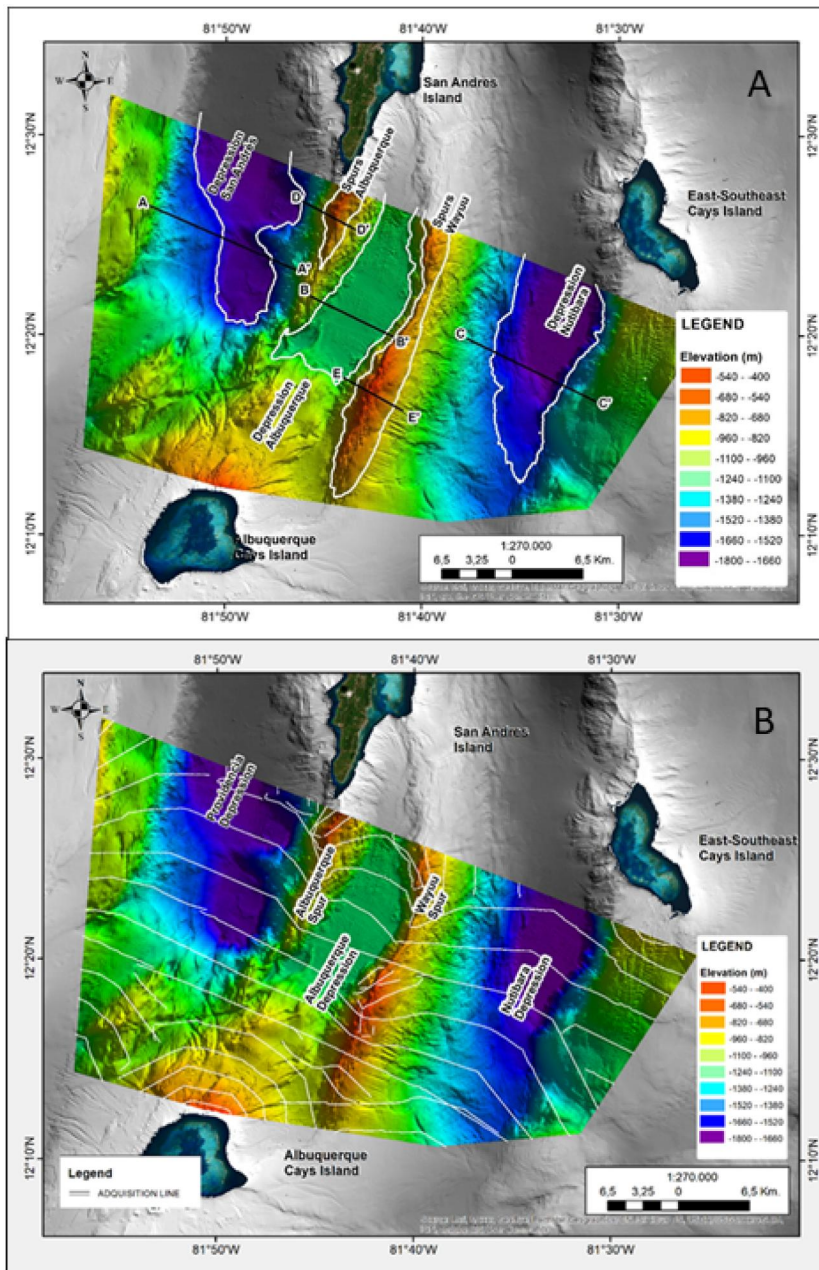 81°50'W
81°40'W
81°30'W
A
N
W E
S
San Andres
Island
12°30'N
12°30'N
Depression
San Andrés
Spurs
Albuquerque
A
D
D'
Spurs
Wayuu
East-Southeast
Cays Island
A'
B
Depression
Nutibara
12°20'N
12°20'N
B'
C
E
C'
E'
Depression
Albuquerque
LEGEND
Elevation (m)
-540 - -400
-680 - -540
-820 - -680
-960 - -820
-1100 - -960
-1240 - -1100
-1380 - -1240
-1520 - -1380
-1660 - -1520
-1800 - -1660
12°10'N
12°10'N
Albuquerque
Cays Island
1:270.000
6,5 3,25 0 6,5 Km.
81°50'W
81°40'W
81°30'W
81°50'W
81°40'W
81°30'W
B
N
W E
S
San Andres
Island
12°30'N
12°30'N
Providencia
Depression
East-Southeast
Cays Island
Albuquerque
Spur
Wayuu
Spur
12°20'N
12°20'N
Albuquerque
Depression
Nutibara
Depression
LEGEND
Elevation (m)
-540 - -400
-680 - -540
-820 - -680
-960 - -820
-1100 - -960
-1240 - -1100
-1380 - -1240
-1520 - -1380
-1660 - -1520
-1800 - -1660
12°10'N
12°10'N
Albuquerque
Cays Island
Legend
ADQUISITION LINE
1:270.000
6,5 3,25 0 6,5 Km.
81°50'W
81°40'W
81°30'W